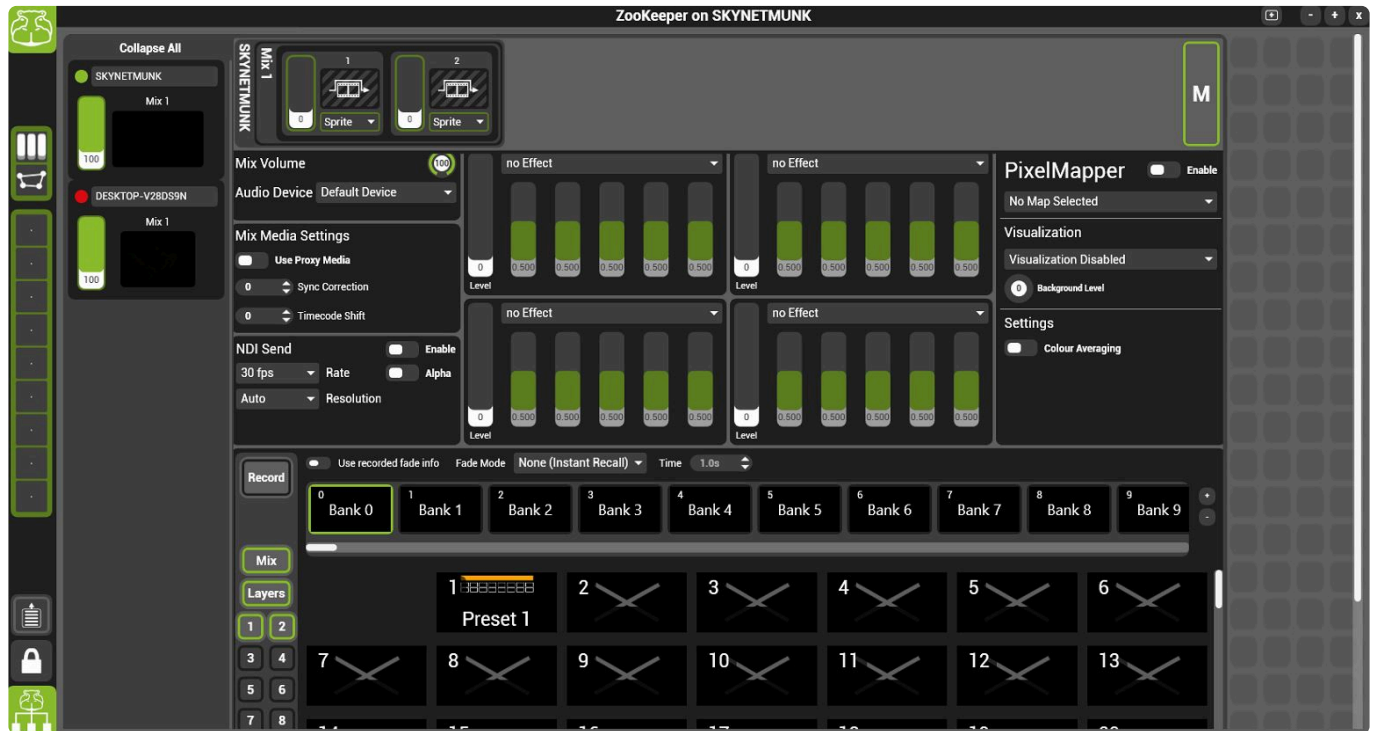 ZooKeeper on SKYNETMUNK
- + x
Collapse All
SKYNETMUNK
Mix 1
100
DESKTOP-V28DS9N
Mix 1
100
SKYNETMUNK
Mix 1
1 2
0 0
Sprite Sprite
M
Mix Volume 100
Audio Device Default Device
Mix Media Settings
Use Proxy Media
0 Sync Correction
0 Timecode Shift
NDI Send Enable
30 fps Rate Alpha
Auto Resolution
no Effect
0 0.500 0.500 0.500 0.500 0.500
Level
no Effect
0 0.500 0.500 0.500 0.500 0.500
Level
no Effect
0 0.500 0.500 0.500 0.500 0.500
Level
no Effect
0 0.500 0.500 0.500 0.500 0.500
Level
PixelMapper Enable
No Map Selected
Visualization
Visualization Disabled
0 Background Level
Settings
Colour Averaging
Record
Use recorded fade info Fade Mode None (Instant Recall) Time 1.0s
0 1 2 3 4 5 6 7 8 9
Bank 0 Bank 1 Bank 2 Bank 3 Bank 4 Bank 5 Bank 6 Bank 7 Bank 8 Bank 9
+
-
Mix
Layers
1 2
3 4
5 6
7 8
1 2 3 4 5 6
Preset 1
7 8 9 10 11 12 13